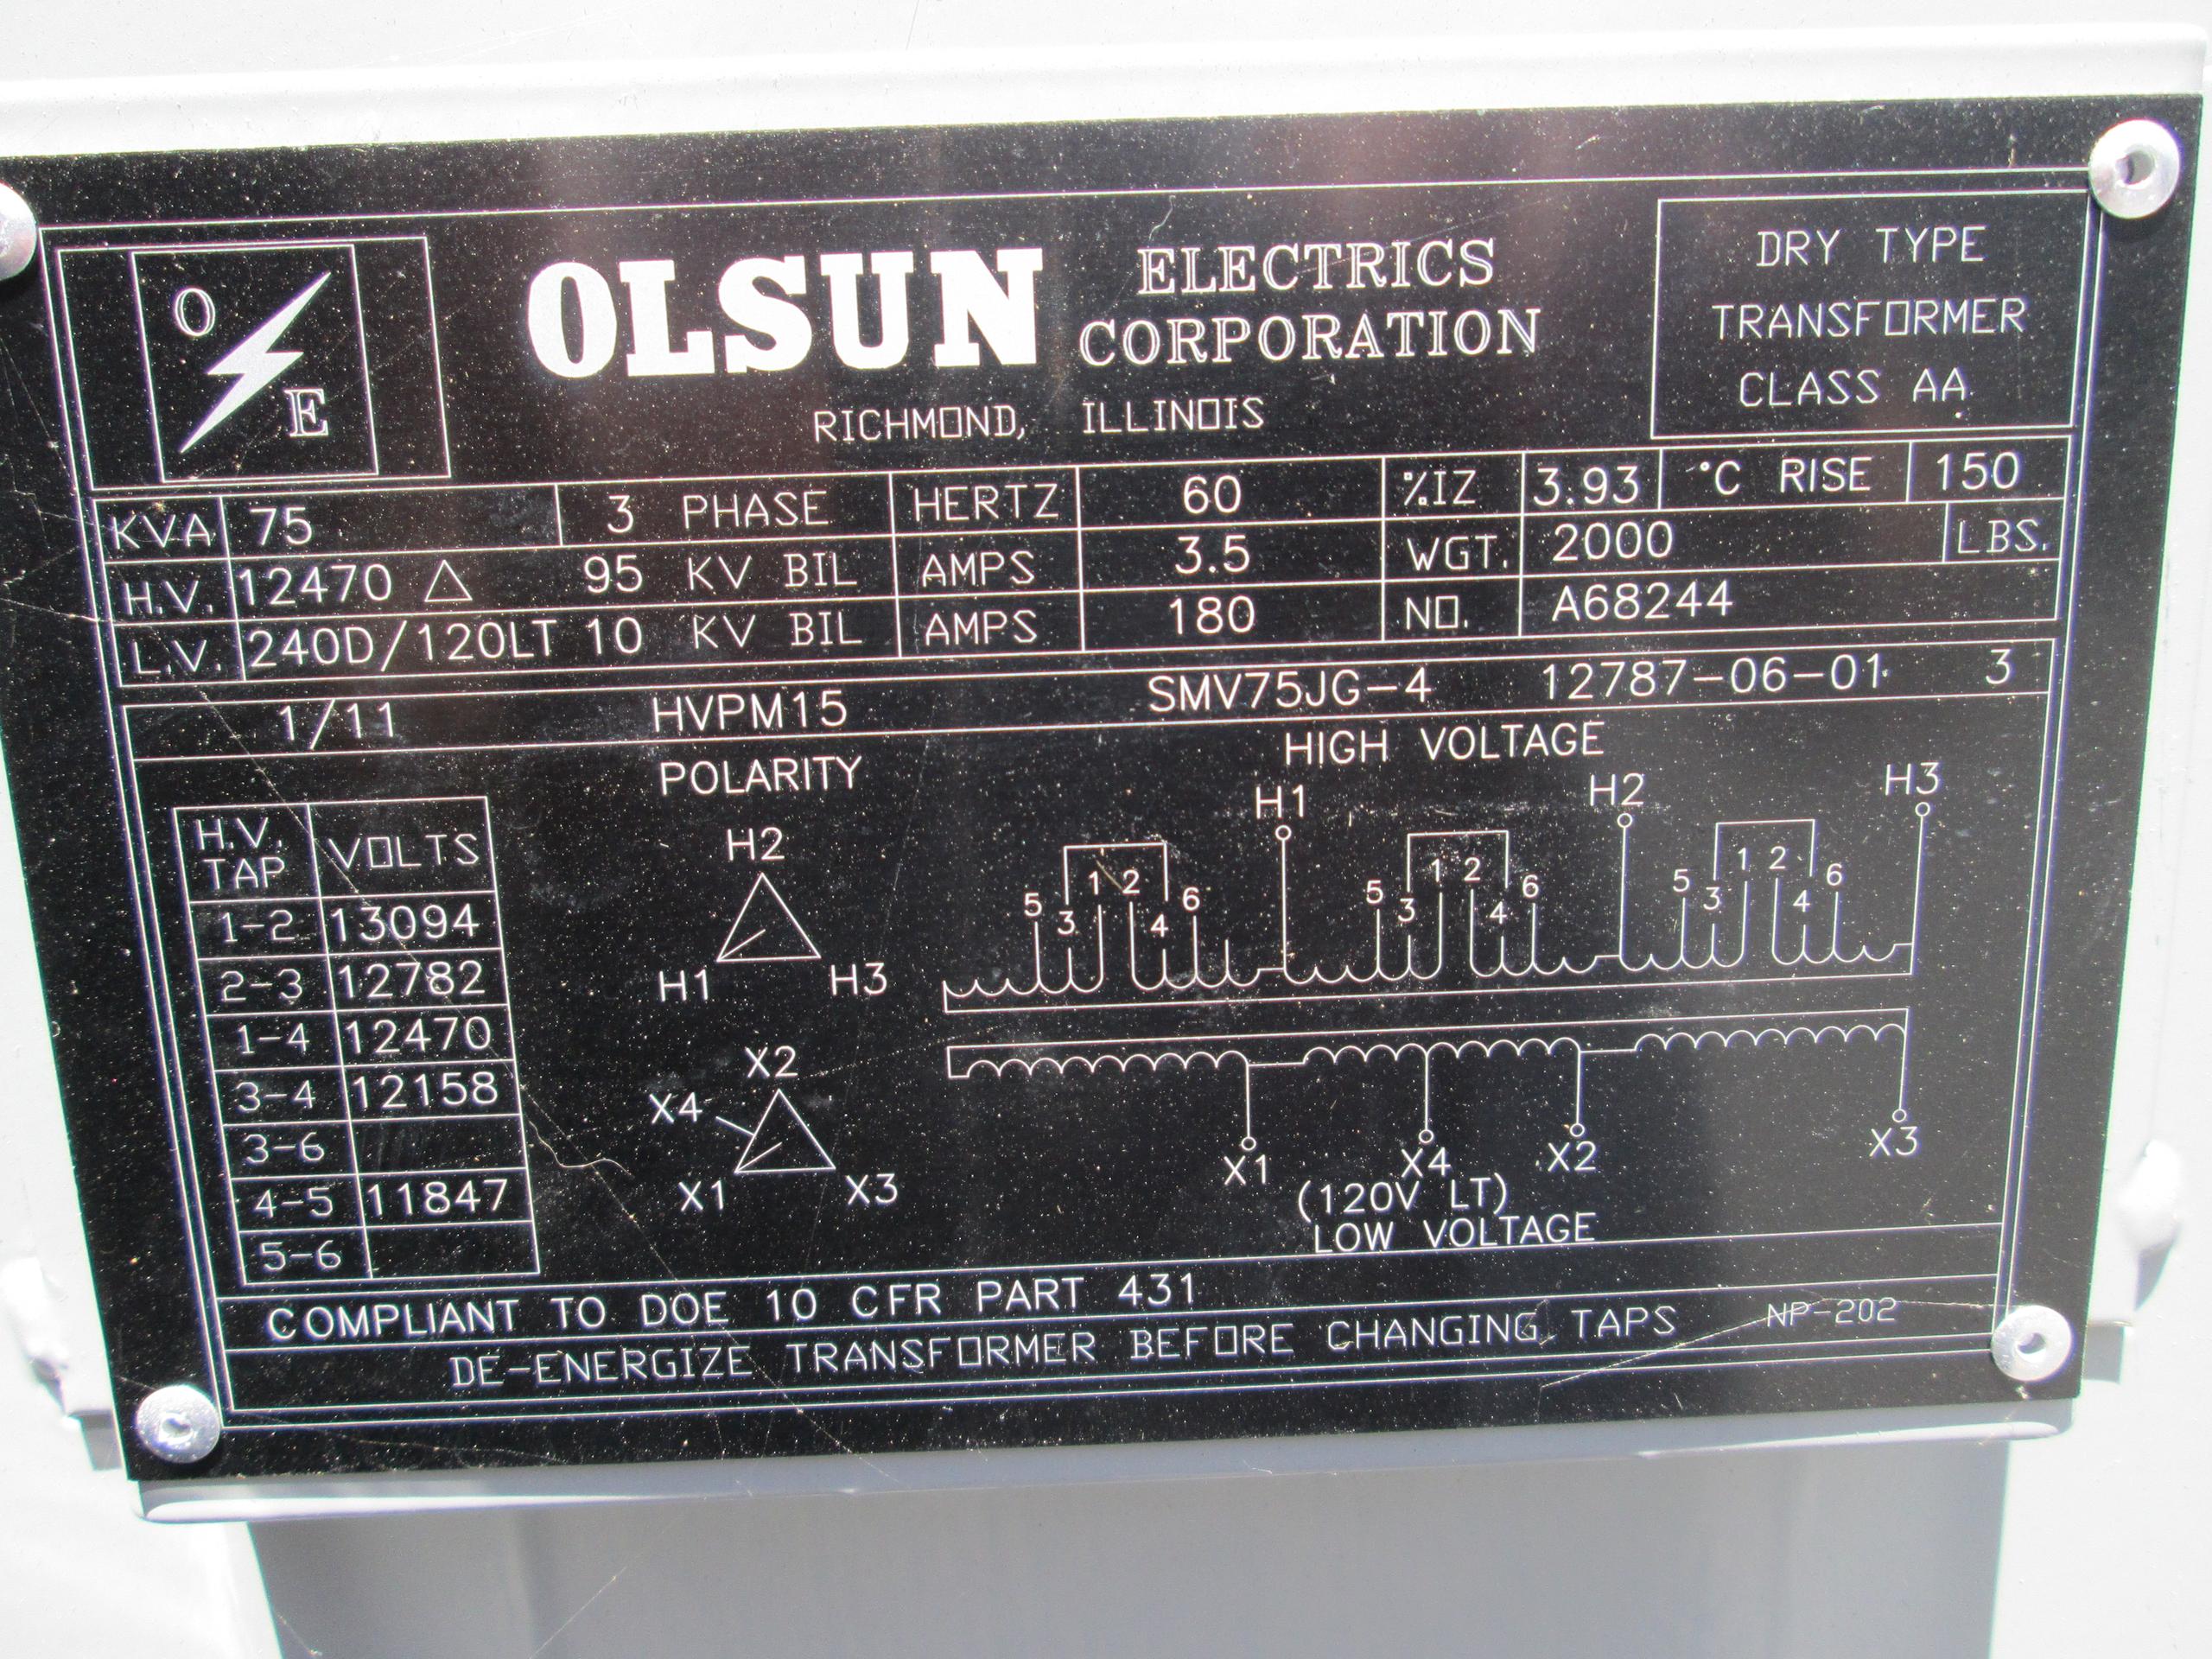 O E
OLSUN ELECTRICS CORPORATION
RICHMOND, ILLINOIS
DRY TYPE
TRANSFORMER
CLASS AA
KVA 75 3 PHASE HERTZ 60 %IZ 3.93 °C RISE 150
H.V. 12470 △ 95 KV BIL AMPS 3.5 WGT. 2000 LBS.
L.V. 240D/120LT 10 KV BIL AMPS 180 NO. A68244
1/11 HVPM15 SMV75JG-4 12787-06-01 3
H.V. TAP VOLTS
1-2 13094
2-3 12782
1-4 12470
3-4 12158
3-6
4-5 11847
5-6
POLARITY
H2
H1 H3
X2
X4
X1 X3
HIGH VOLTAGE
H1 H2 H3
5 3 1 2 4 6 5 3 1 2 4 6 5 3 1 2 4 6
X1 X4 X2 X3
(120V LT)
LOW VOLTAGE
COMPLIANT TO DOE 10 CFR PART 431
DE-ENERGIZE TRANSFORMER BEFORE CHANGING TAPS NP-202